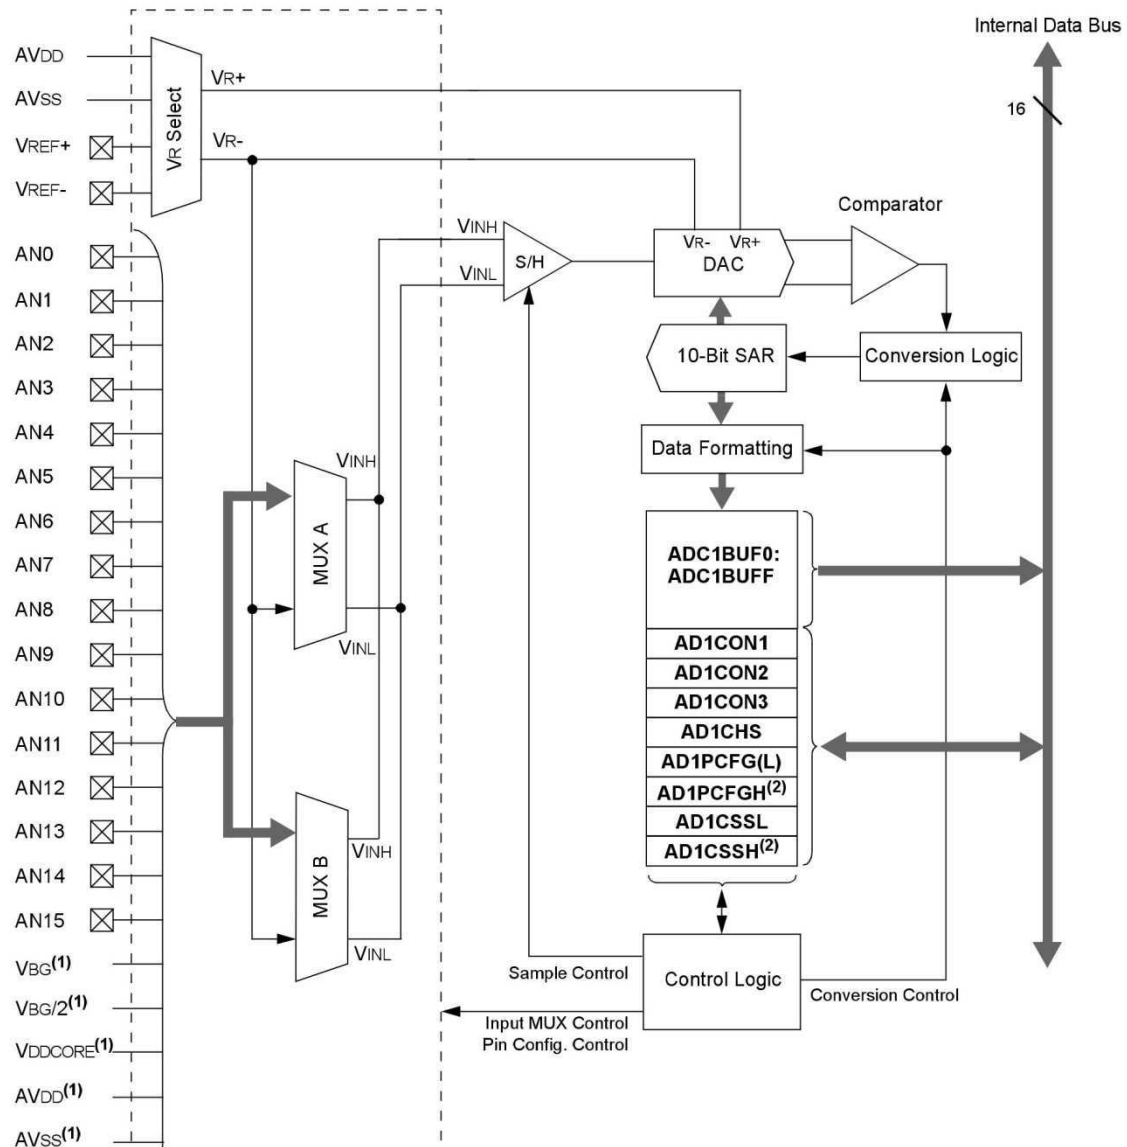 Internal Data Bus
AVDD
AVSS
VREF+
VREF-
VR Select
VR+
VR-
16
Comparator
VINH
VINL
S/H
VR- VR+
DAC
10-Bit SAR
Conversion Logic
Data Formatting
AN0
AN1
AN2
AN3
AN4
AN5
AN6
AN7
AN8
AN9
AN10
AN11
AN12
AN13
AN14
AN15
VBG(1)
VBG/2(1)
VDDCORE(1)
AVDD(1)
AVSS(1)
VINH
MUX A
VINL
VINH
MUX B
VINL
ADC1BUF0:
ADC1BUFF
AD1CON1
AD1CON2
AD1CON3
AD1CHS
AD1PCFG(L)
AD1PCFGH(2)
AD1CSSL
AD1CSSH(2)
Sample Control
Control Logic
Conversion Control
Input MUX Control
Pin Config. Control